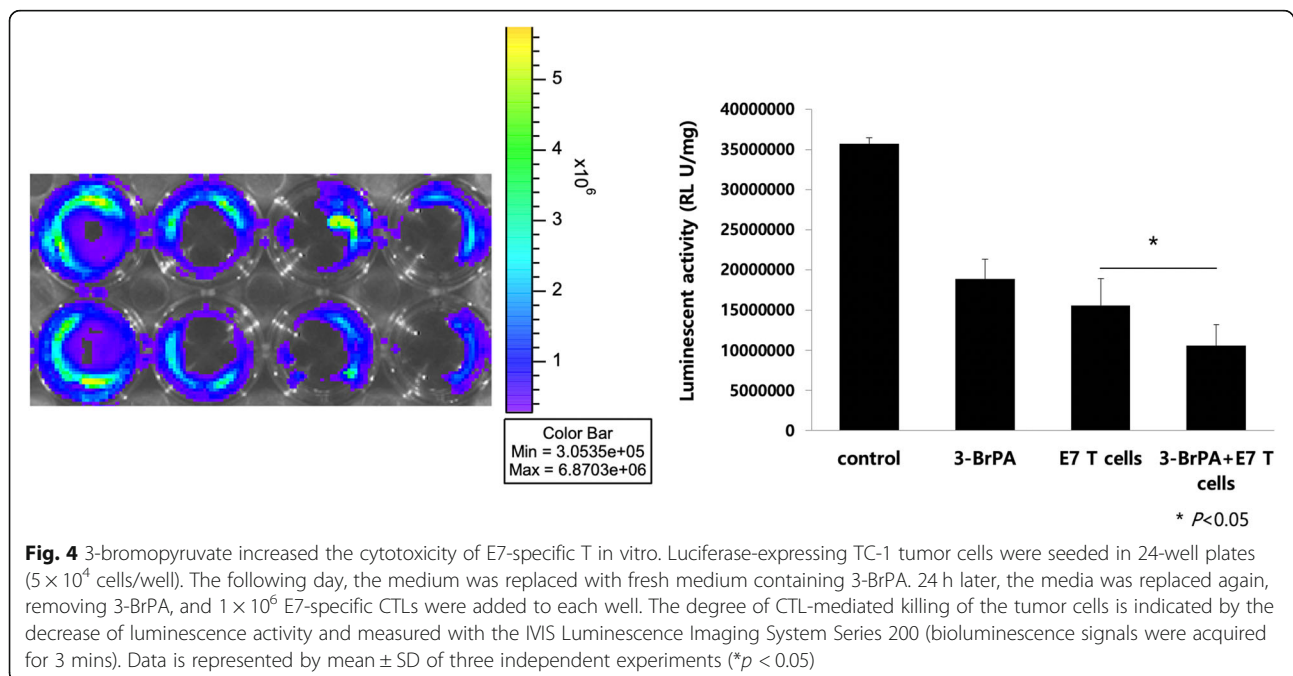 5
4
3
2
1
x10⁶
Color Bar
Min = 3.0535e+05
Max = 6.8703e+06
Luminescent activity (RL U/mg)
40000000
35000000
30000000
25000000
20000000
15000000
10000000
5000000
0
*
control
3-BrPA
E7 T cells
3-BrPA+E7 T
cells
* P<0.05
Fig. 4 3-bromopyruvate increased the cytotoxicity of E7-specific T in vitro. Luciferase-expressing TC-1 tumor cells were seeded in 24-well plates
(5 × 10⁴ cells/well). The following day, the medium was replaced with fresh medium containing 3-BrPA. 24 h later, the media was replaced again,
removing 3-BrPA, and 1 × 10⁶ E7-specific CTLs were added to each well. The degree of CTL-mediated killing of the tumor cells is indicated by the
decrease of luminescence activity and measured with the IVIS Luminescence Imaging System Series 200 (bioluminescence signals were acquired
for 3 mins). Data is represented by mean ± SD of three independent experiments (*p < 0.05)